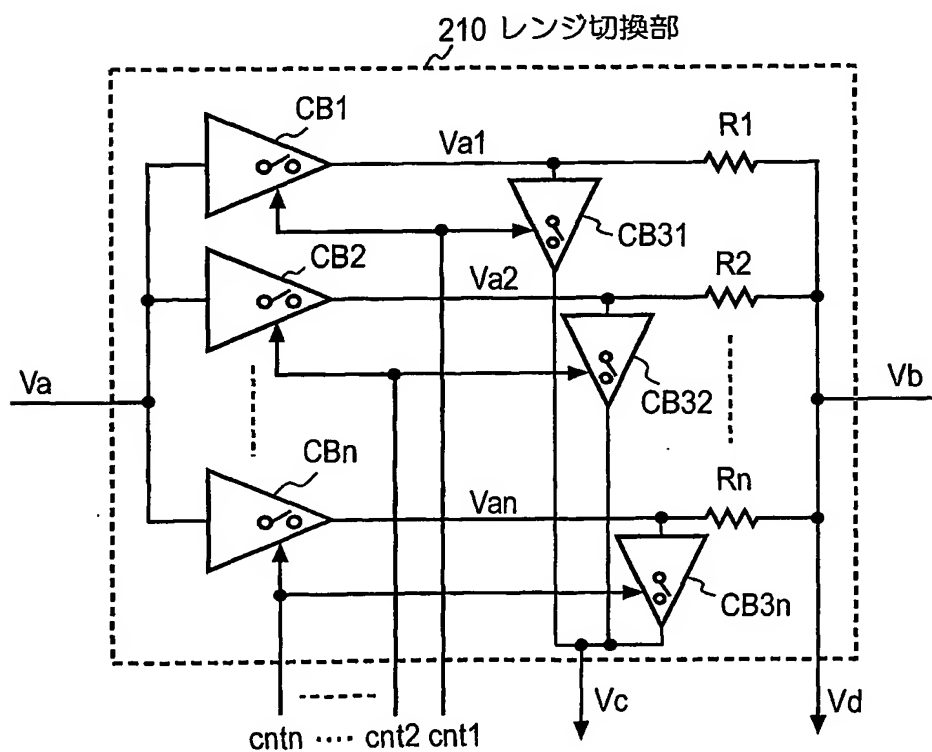 210 レンジ切換部
CB1
Va1
R1
CB31
CB2
Va2
R2
CB32
Va
Vb
CBn
Van
Rn
CB3n
cntn ···· cnt2 cnt1
Vc
Vd